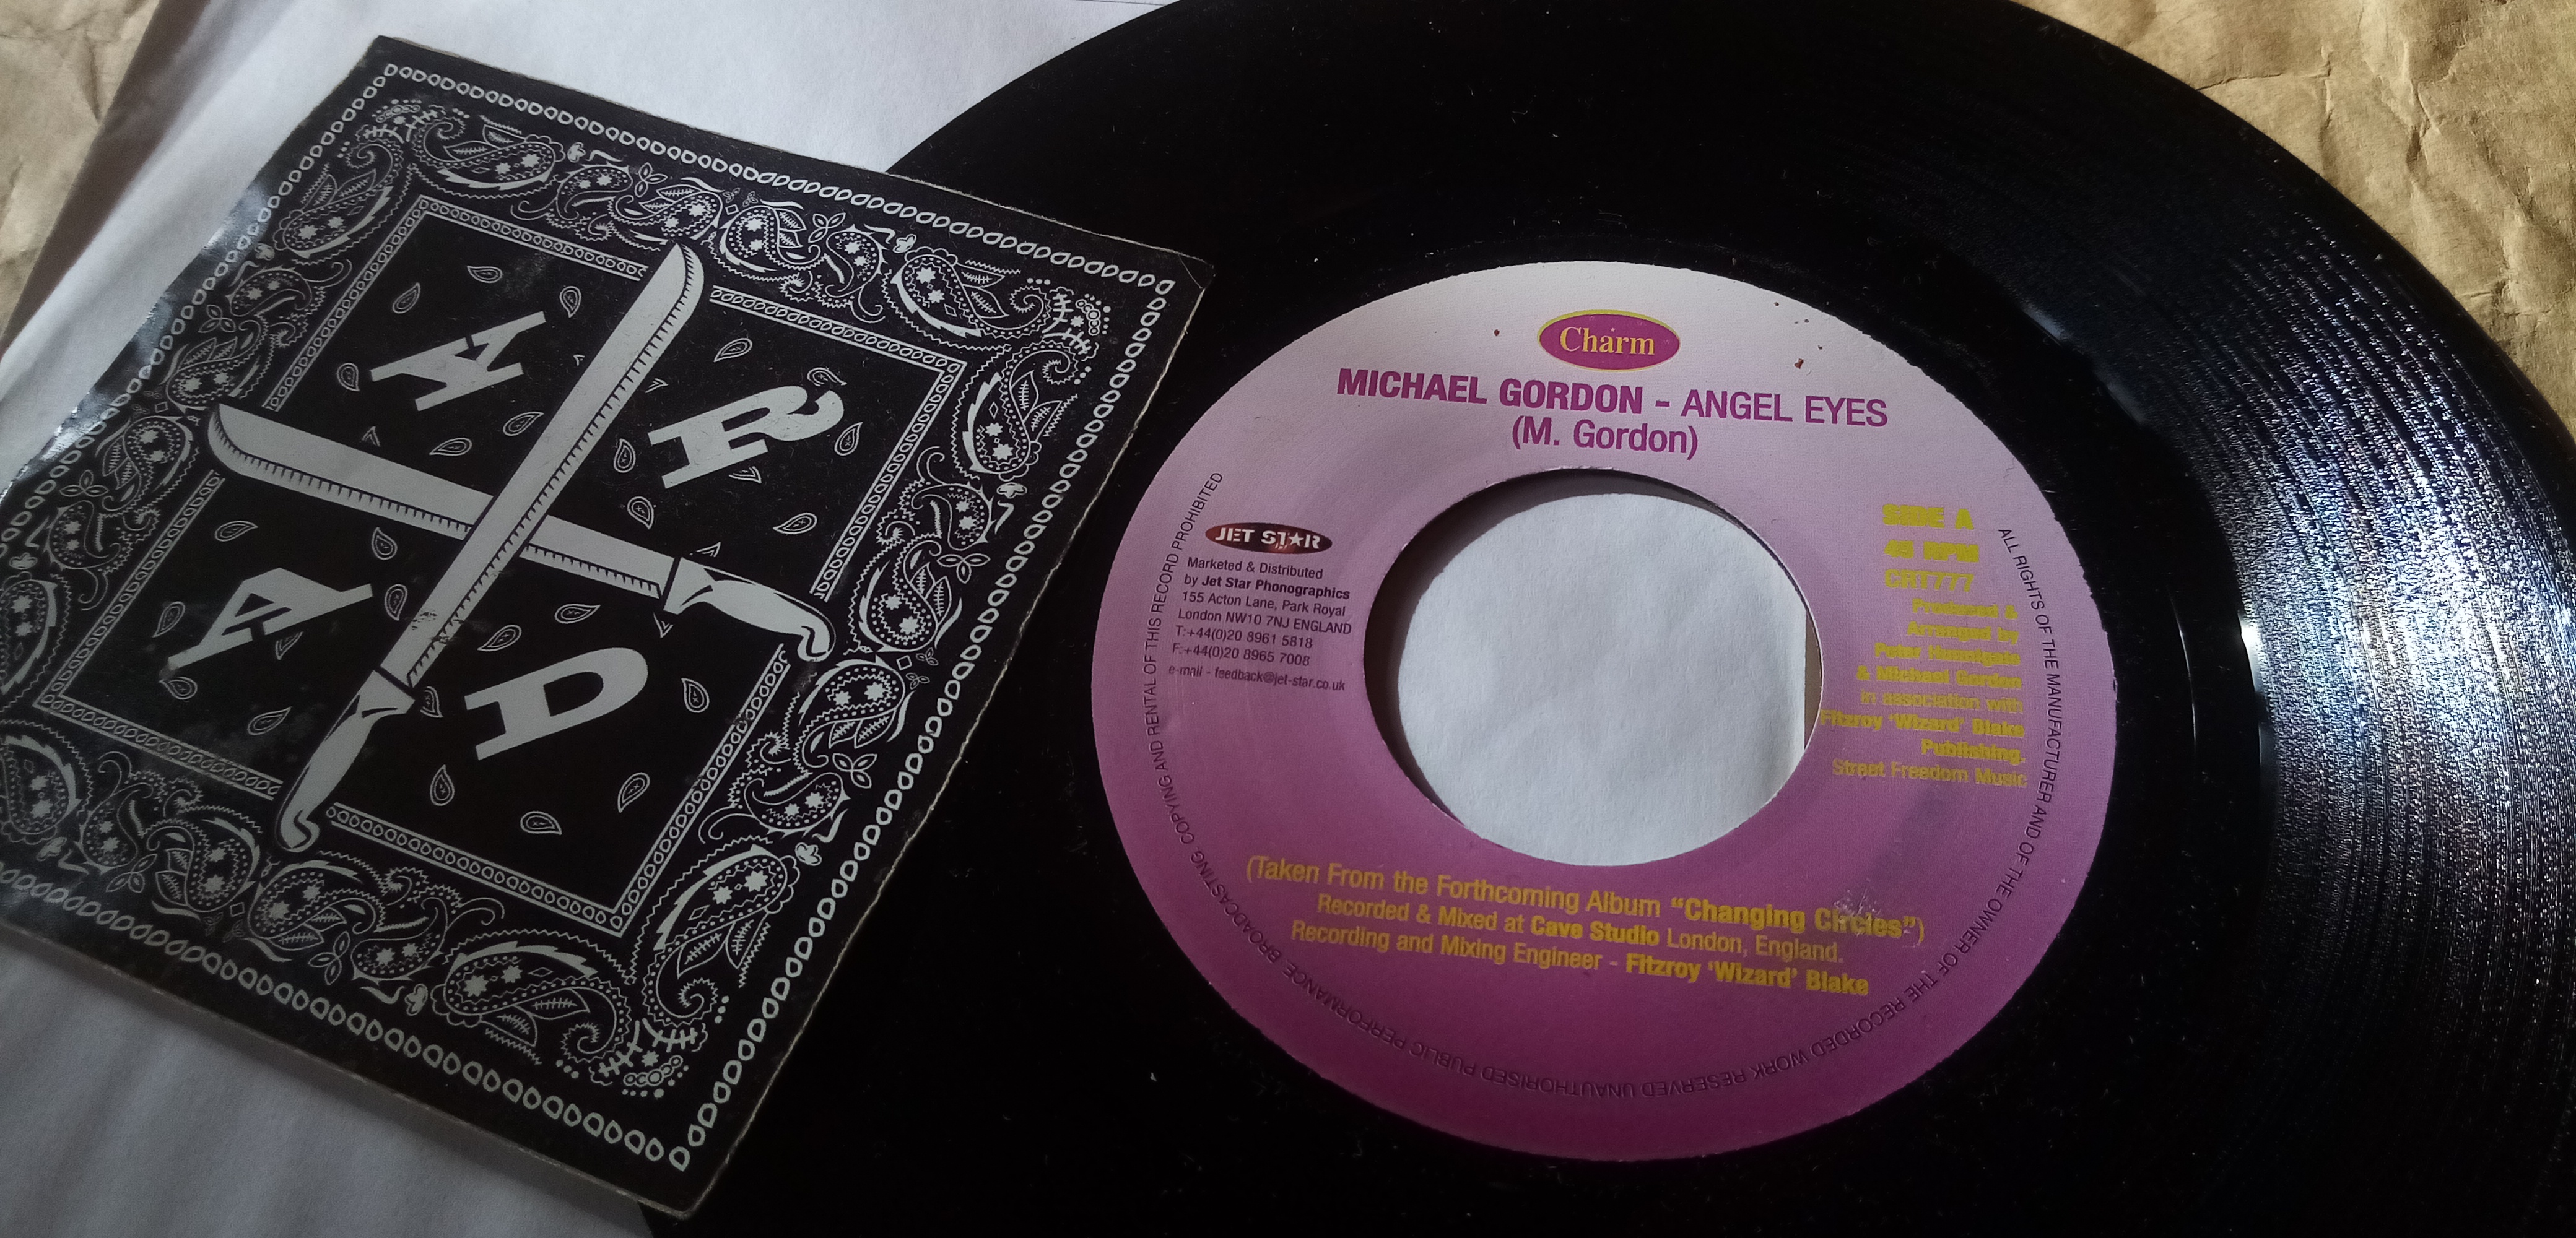 A R
A D
Charm
MICHAEL GORDON - ANGEL EYES
(M. Gordon)
JET STAR
Marketed & Distributed
by Jet Star Phonographics
155 Acton Lane, Park Royal
London NW10 7NJ ENGLAND
T:+44(0)20 8961 5818
F:+44(0)20 8965 7008
e-mail - feedback@jet-star.co.uk
SIDE A
45 RPM
CRT777
Produced &
Arranged by
Peter Hunnigale
& Michael Gordon
in association with
Fitzroy 'Wizard' Blake
Publishing.
Street Freedom Music
(Taken From the Forthcoming Album “Changing Circles”)
Recorded & Mixed at Cave Studio London, England.
Recording and Mixing Engineer - Fitzroy 'Wizard' Blake
ALL RIGHTS OF THE MANUFACTURER AND OF THE OWNER OF THE RECORDED WORK RESERVED UNAUTHORISED PUBLIC PERFORMANCE BROADCASTING COPYING AND RENTAL OF THIS RECORD PROHIBITED